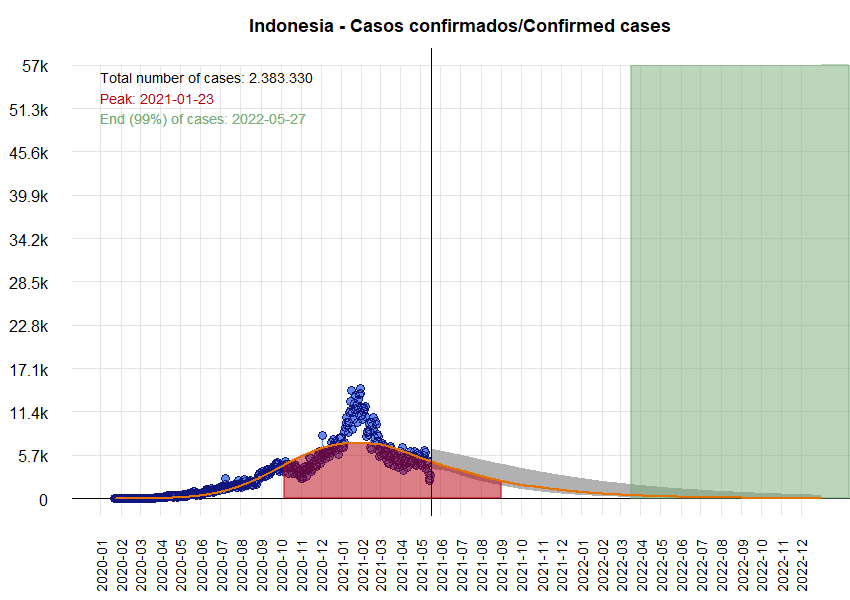 Indonesia - Casos confirmados/Confirmed cases
57k
Total number of cases: 2.383.330
Peak: 2021-01-23
51.3k
End (99%) of cases: 2022-05-27
45.6k
39.9k
34.2k
28.5k
22.8k
17.1k
11.4k
5.7k
0
2020-01
2020-02
2020-03
2020-04
2020-05
2020-06
2020-07
2020-08
2020-09
2020-10
2020-11
2020-12
2021-01
2021-02
2021-03
2021-04
2021-05
2021-06
2021-07
2021-08
2021-09
2021-10
2021-11
2021-12
2022-01
2022-02
2022-03
2022-04
2022-05
2022-06
2022-07
2022-08
2022-09
2022-10
2022-11
2022-12